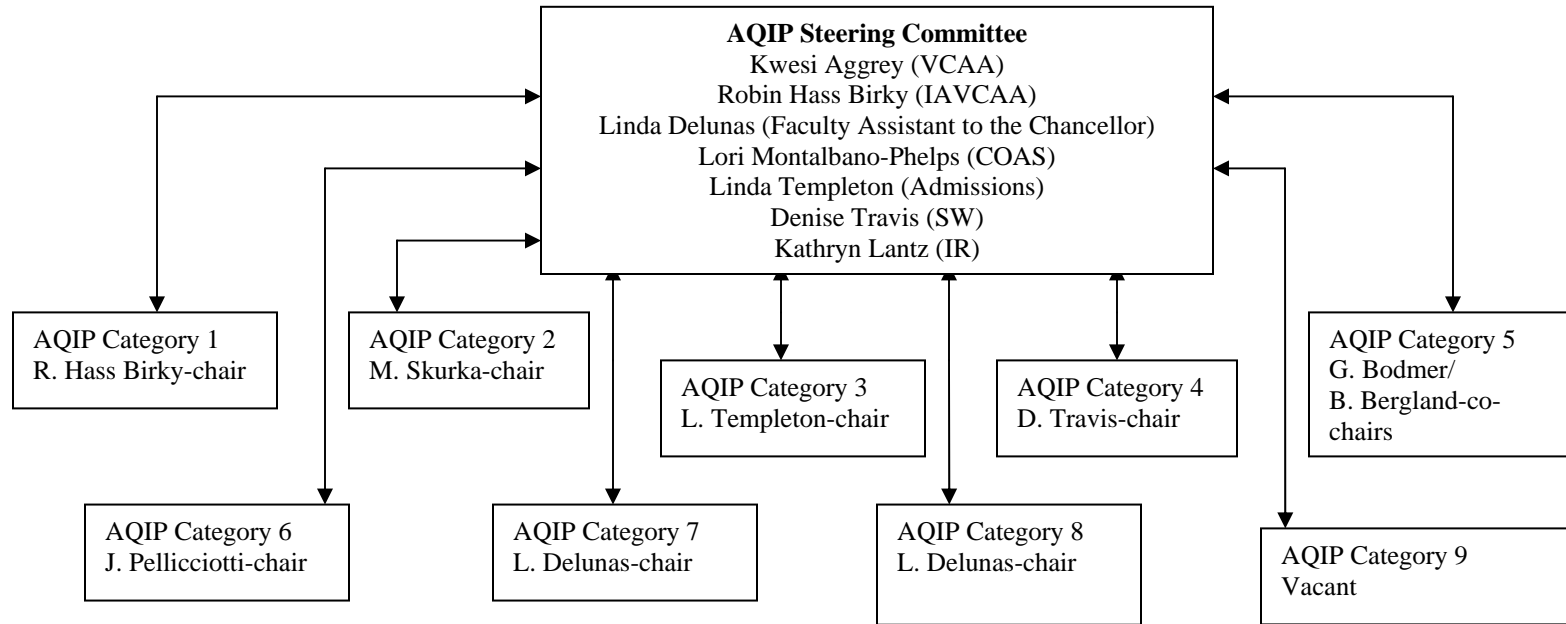 AQIP Steering Committee
Kwesi Aggrey (VCAA)
Robin Hass Birky (IAVCAA)
Linda Delunas (Faculty Assistant to the Chancellor)
Lori Montalbano-Phelps (COAS)
Linda Templeton (Admissions)
Denise Travis (SW)
Kathryn Lantz (IR)
AQIP Category 1
R. Hass Birky-chair
AQIP Category 2
M. Skurka-chair
AQIP Category 3
L. Templeton-chair
AQIP Category 4
D. Travis-chair
AQIP Category 5
G. Bodmer/
B. Bergland-co-
chairs
AQIP Category 6
J. Pellicciotti-chair
AQIP Category 7
L. Delunas-chair
AQIP Category 8
L. Delunas-chair
AQIP Category 9
Vacant